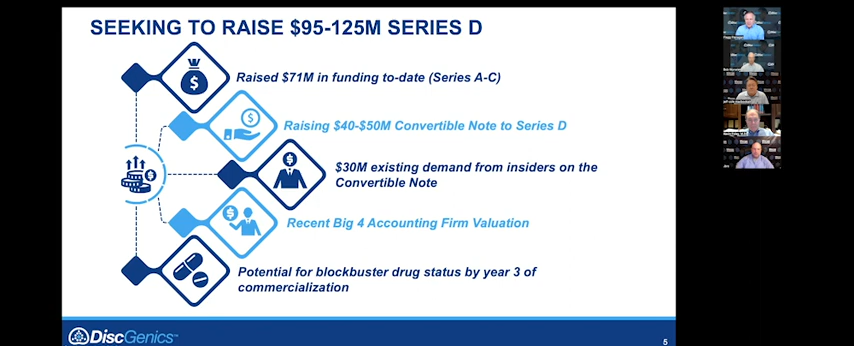 SEEKING TO RAISE $95-125M SERIES D
Raised $71M in funding to-date (Series A-C)
Raising $40-$50M Convertible Note to Series D
$30M existing demand from insiders on the
Convertible Note
Recent Big 4 Accounting Firm Valuation
Potential for blockbuster drug status by year 3 of
commercialization
DiscGenics™
5